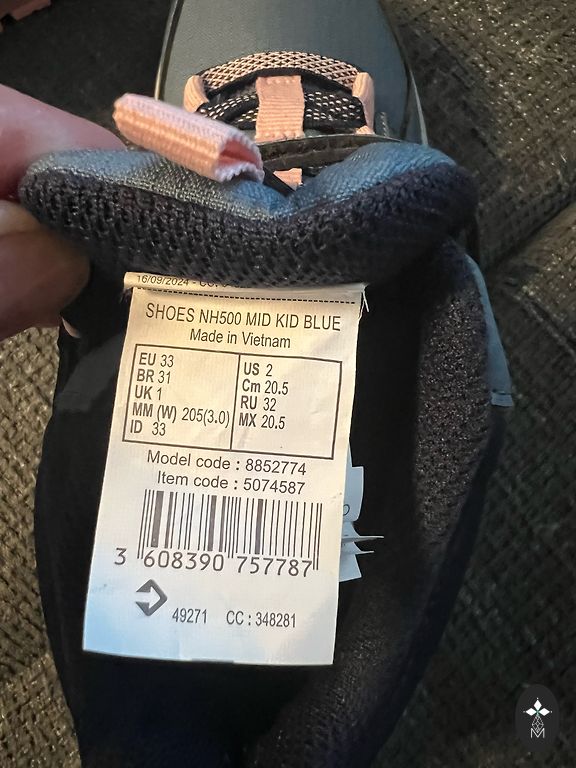 16/09/2024 -
SHOES NH500 MID KID BLUE
Made in Vietnam
EU 33
BR 31
UK 1
MM (W) 205(3.0)
ID 33
US 2
Cm 20.5
RU 32
MX 20.5
Model code : 8852774
Item code : 5074587
3 608390 757787
49271 CC : 348281
M